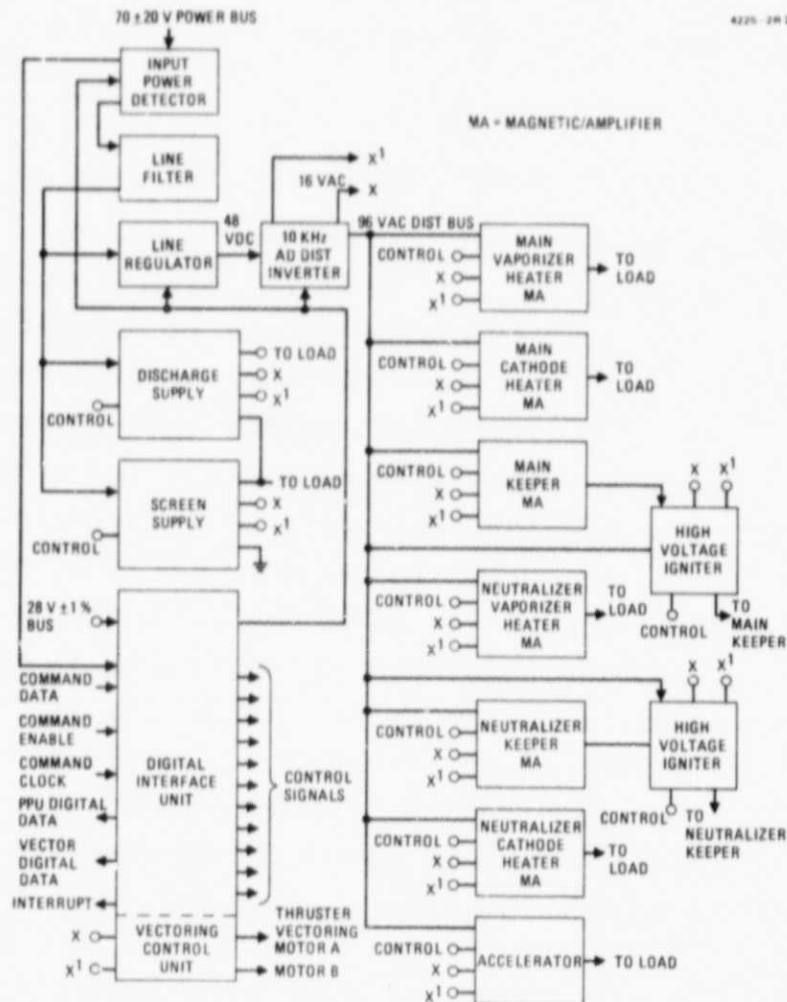 70 ± 20 V POWER BUS
INPUT
POWER
DETECTOR
MA = MAGNETIC/AMPLIFIER
LINE
FILTER
X1
16 VAC
X
LINE
REGULATOR
48
VDC
10 KHz
AD DIST
INVERTER
96 VAC DIST BUS
CONTROL
X
X1
MAIN
VAPORIZER
HEATER
MA
TO
LOAD
DISCHARGE
SUPPLY
TO LOAD
X
X1
CONTROL
CONTROL
X
X1
MAIN
CATHODE
HEATER
MA
TO
LOAD
SCREEN
SUPPLY
TO LOAD
X
X1
CONTROL
CONTROL
X
X1
MAIN
KEEPER
MA
X X1
HIGH
VOLTAGE
IGNITER
CONTROL
TO
MAIN
KEEPER
28 V ± 1%
BUS
COMMAND
DATA
COMMAND
ENABLE
COMMAND
CLOCK
PPU DIGITAL
DATA
VECTOR
DIGITAL
DATA
INTERRUPT
DIGITAL
INTERFACE
UNIT
CONTROL
SIGNALS
CONTROL
X
X1
NEUTRALIZER
VAPORIZER
HEATER
MA
TO
LOAD
X X1
CONTROL
X
X1
NEUTRALIZER
KEEPER
MA
HIGH
VOLTAGE
IGNITER
CONTROL
TO
NEUTRALIZER
KEEPER
CONTROL
X
X1
NEUTRALIZER
CATHODE
HEATER
MA
TO
LOAD
X
X1
VECTORING
CONTROL
UNIT
THRUSTER
VECTORING
MOTOR A
MOTOR B
CONTROL
X
X1
ACCELERATOR
TO LOAD